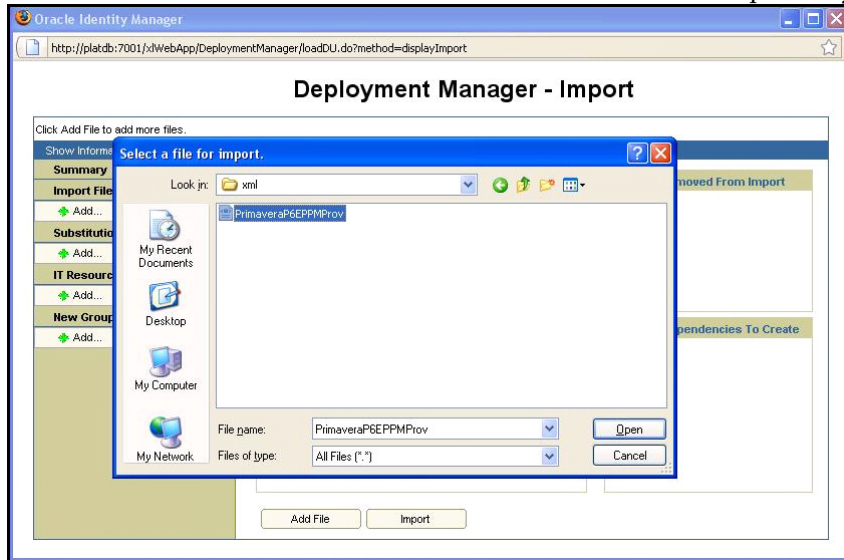 Oracle Identity Manager
http://platdb:7001/xlWebApp/DeploymentManager/loadDU.do?method=displayImport
Deployment Manager - Import
Click Add File to add more files.
Show Informa
Select a file for import.
Summary
Import File
Add...
Substitutio
Add...
IT Resourc
Add...
New Group
Add...
Look in:
xml
moved From Import
PrimaveraP6EPPMProv
My Recent
Documents
Desktop
My Computer
My Network
pendencies To Create
File name:
PrimaveraP6EPPMProv
Open
Files of type:
All Files (*.*)
Cancel
Add File
Import